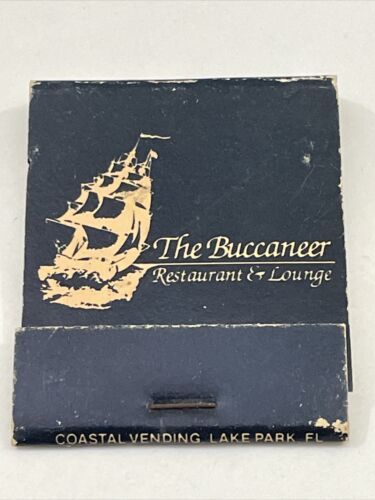 The Buccaneer
Restaurant & Lounge
COASTAL VENDING LAKE PARK FL